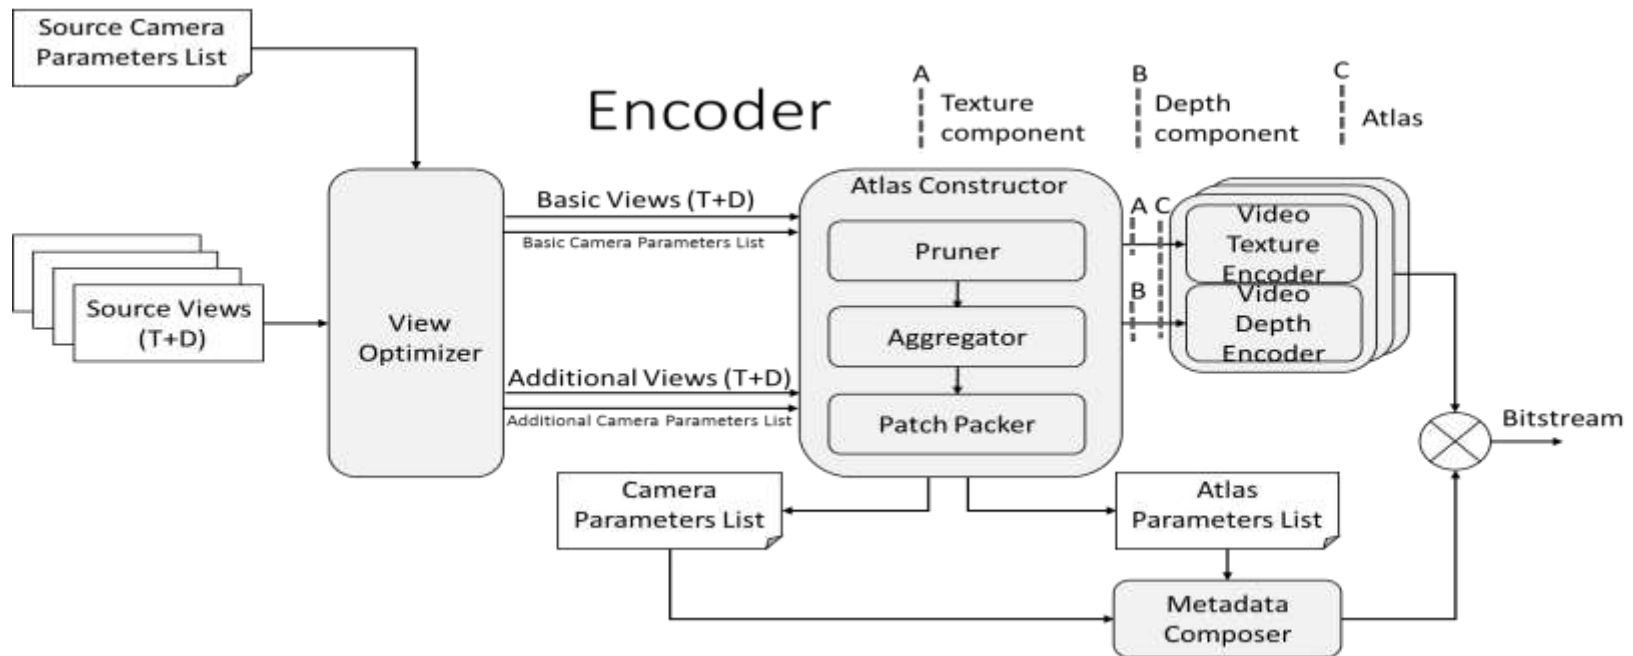 Source Camera
Parameters List
Encoder
A
Texture
component
B
Depth
component
C
Atlas
Source Views
(T+D)
View
Optimizer
Basic Views (T+D)
Basic Camera Parameters List
Additional Views (T+D)
Additional Camera Parameters List
Atlas Constructor
Pruner
Aggregator
Patch Packer
A
C
B
Video
Texture
Encoder
Video
Depth
Encoder
Bitstream
Camera
Parameters List
Atlas
Parameters List
Metadata
Composer